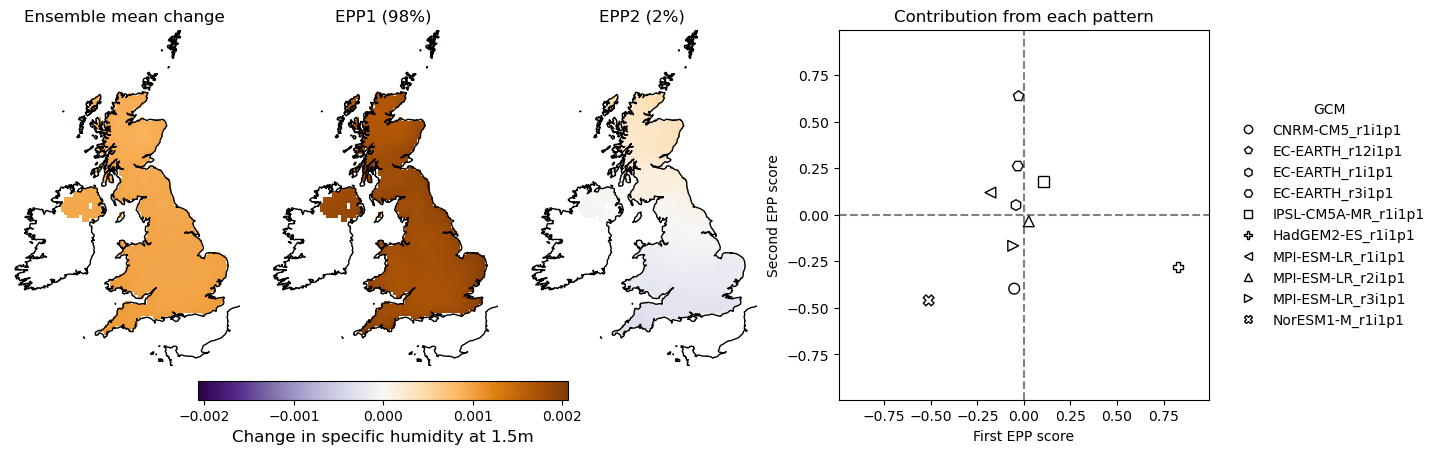 Ensemble mean change
EPP1 (98%)
EPP2 (2%)
−0.002
−0.001
0.000
0.001
0.002
Change in specific humidity at 1.5m
Contribution from each pattern
Second EPP score
0.75
0.50
0.25
0.00
−0.25
−0.50
−0.75
−0.75
−0.50
−0.25
0.00
0.25
0.50
0.75
First EPP score
GCM
CNRM-CM5_r1i1p1
EC-EARTH_r12i1p1
EC-EARTH_r1i1p1
EC-EARTH_r3i1p1
IPSL-CM5A-MR_r1i1p1
HadGEM2-ES_r1i1p1
MPI-ESM-LR_r1i1p1
MPI-ESM-LR_r2i1p1
MPI-ESM-LR_r3i1p1
NorESM1-M_r1i1p1